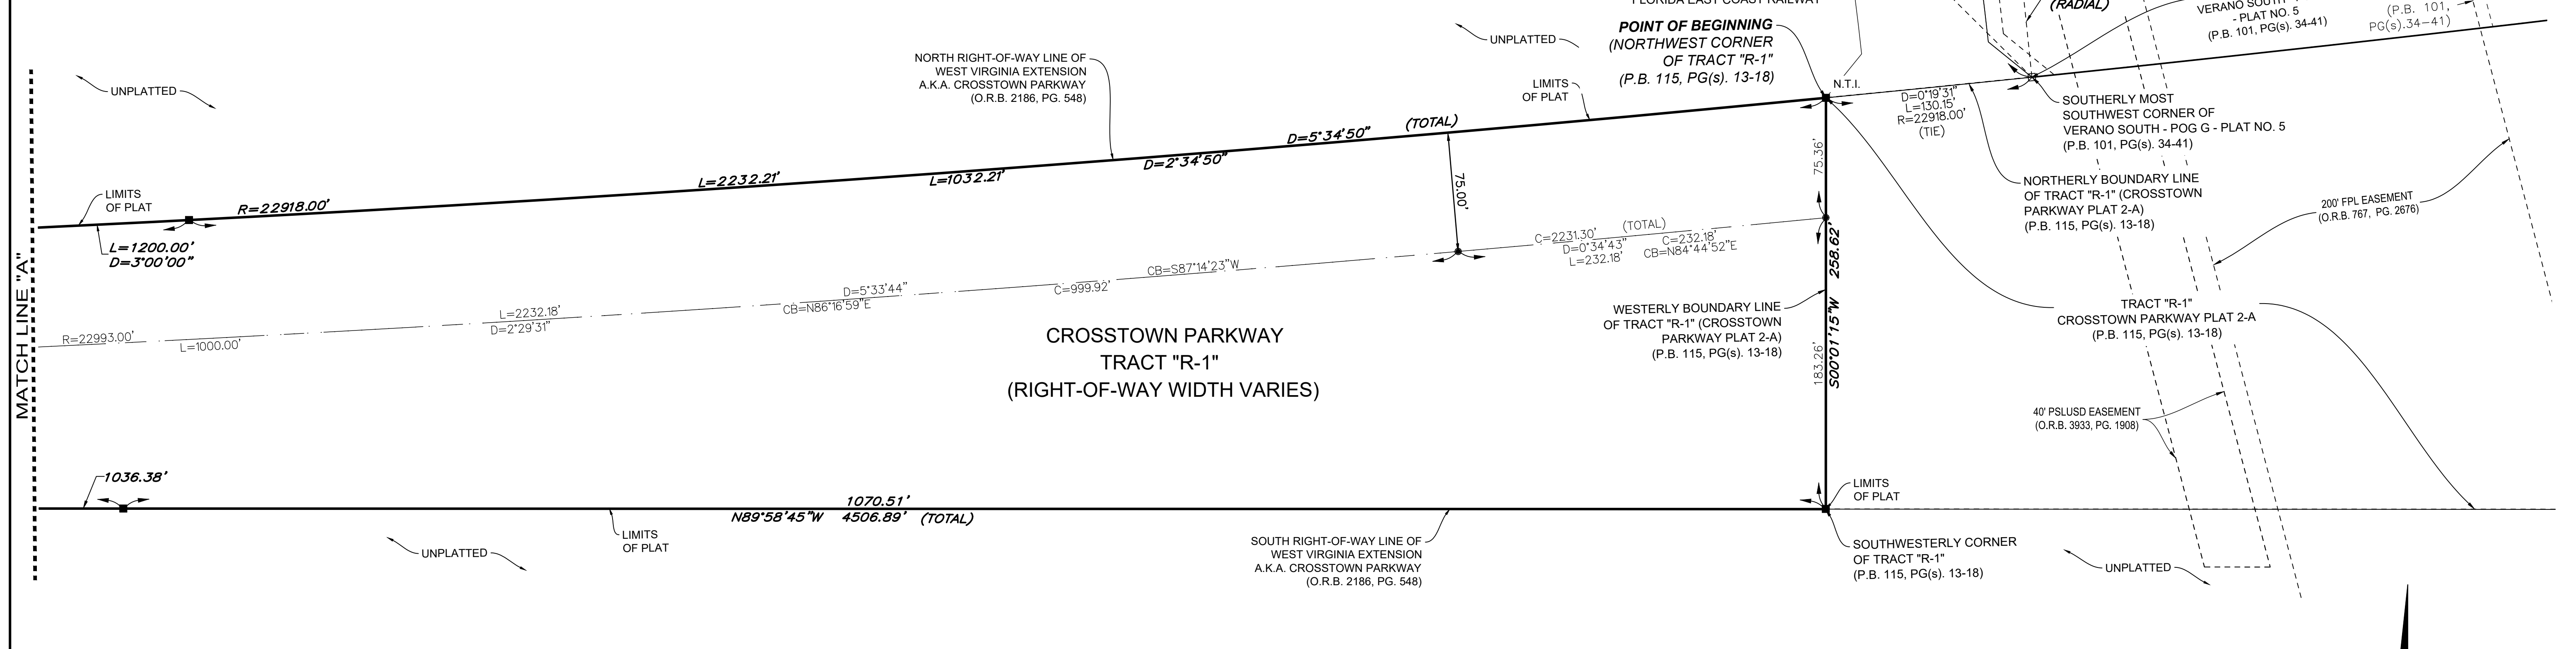 MATCH LINE "A"
UNPLATTED
LIMITS
OF PLAT
L=1200.00'
D=3°00'00"
R=22918.00'
NORTH RIGHT-OF-WAY LINE OF
WEST VIRGINIA EXTENSION
A.K.A. CROSSTOWN PARKWAY
(O.R.B. 2186, PG. 548)
L=2232.21'
L=1032.21'
D=2°34'50"
D=5°34'50"
(TOTAL)
75.00'
UNPLATTED
LIMITS
OF PLAT
FLORIDA EAST COAST RAILWAY
POINT OF BEGINNING
(NORTHWEST CORNER
OF TRACT "R-1"
(P.B. 115, PG(s). 13-18)
N.T.I.
D=0°19'31"
L=130.15'
R=22918.00'
(TIE)
(RADIAL)
VERANO SOUTH
- PLAT NO. 5
(P.B. 101, PG(s). 34-41)
(P.B. 101,
PG(s).34-41)
SOUTHERLY MOST
SOUTHWEST CORNER OF
VERANO SOUTH - POG G - PLAT NO. 5
(P.B. 101, PG(s). 34-41)
NORTHERLY BOUNDARY LINE
OF TRACT "R-1" (CROSSTOWN
PARKWAY PLAT 2-A)
(P.B. 115, PG(s). 13-18)
200' FPL EASEMENT
(O.R.B. 767, PG. 2676)
TRACT "R-1"
CROSSTOWN PARKWAY PLAT 2-A
(P.B. 115, PG(s). 13-18)
40' PSLUSD EASEMENT
(O.R.B. 3933, PG. 1908)
75.36'
258.62'
S00°01'15"W
183.26'
WESTERLY BOUNDARY LINE
OF TRACT "R-1" (CROSSTOWN
PARKWAY PLAT 2-A)
(P.B. 115, PG(s). 13-18)
C=2231.30'
(TOTAL)
D=0°34'43"
C=232.18'
L=232.18'
CB=N84°44'52"E
CB=S87°14'23"W
C=999.92'
D=5°33'44"
CB=N86°16'59"E
L=2232.18'
D=2°29'31"
R=22993.00'
L=1000.00'
CROSSTOWN PARKWAY
TRACT "R-1"
(RIGHT-OF-WAY WIDTH VARIES)
1036.38'
1070.51'
N89°58'45"W 4506.89' (TOTAL)
LIMITS
OF PLAT
UNPLATTED
SOUTH RIGHT-OF-WAY LINE OF
WEST VIRGINIA EXTENSION
A.K.A. CROSSTOWN PARKWAY
(O.R.B. 2186, PG. 548)
LIMITS
OF PLAT
SOUTHWESTERLY CORNER
OF TRACT "R-1"
(P.B. 115, PG(s). 13-18)
UNPLATTED